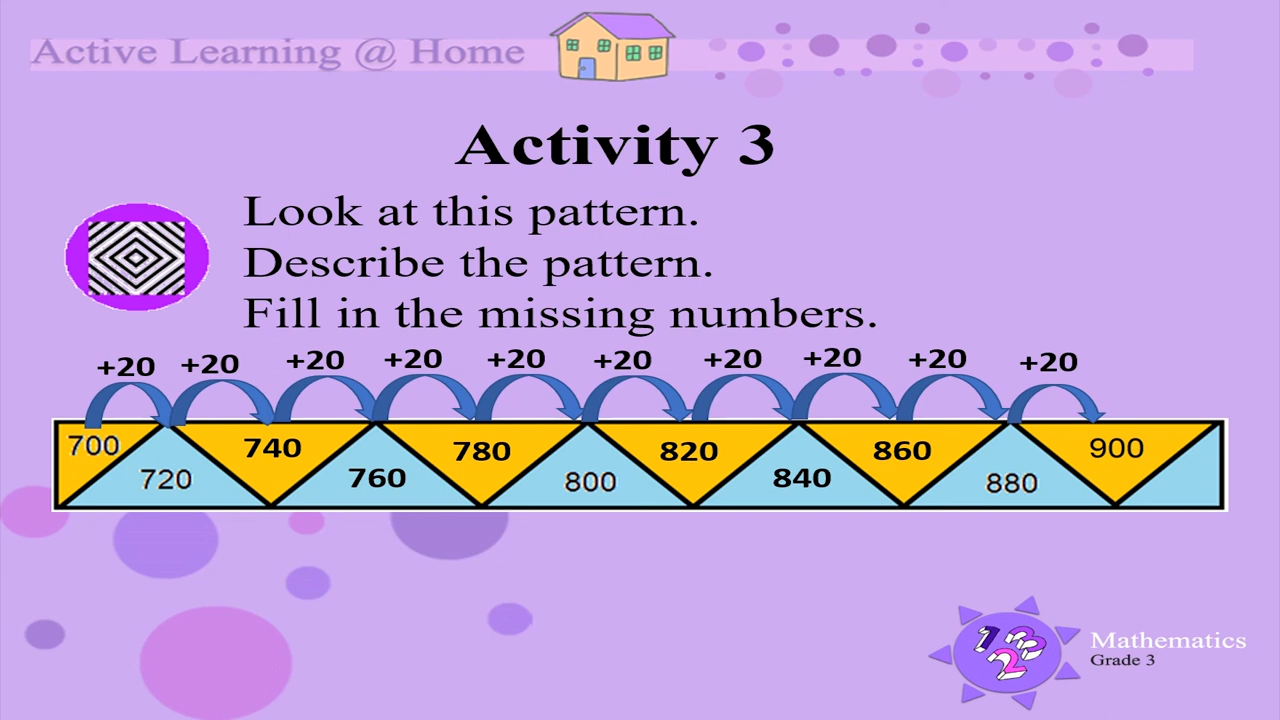 Active Learning @ Home
Activity 3
Look at this pattern.
Describe the pattern.
Fill in the missing numbers.
+20 +20 +20 +20 +20 +20 +20 +20 +20 +20
700 740 780 820 860 900
720 760 800 840 880
123
Mathematics
Grade 3